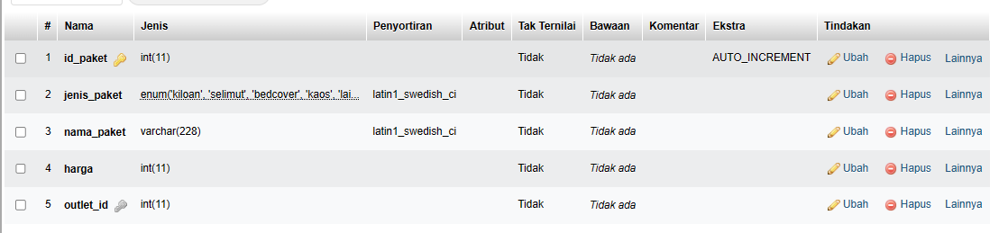 # Nama Jenis Penyortiran Atribut Tak Ternilai Bawaan Komentar Ekstra Tindakan
1 id_paket int(11) Tidak Tidak ada AUTO_INCREMENT Ubah Hapus Lainnya
2 jenis_paket enum('kiloan', 'selimut', 'bedcover', 'kaos', 'lai... latin1_swedish_ci Tidak Tidak ada Ubah Hapus Lainnya
3 nama_paket varchar(228) latin1_swedish_ci Tidak Tidak ada Ubah Hapus Lainnya
4 harga int(11) Tidak Tidak ada Ubah Hapus Lainnya
5 outlet_id int(11) Tidak Tidak ada Ubah Hapus Lainnya